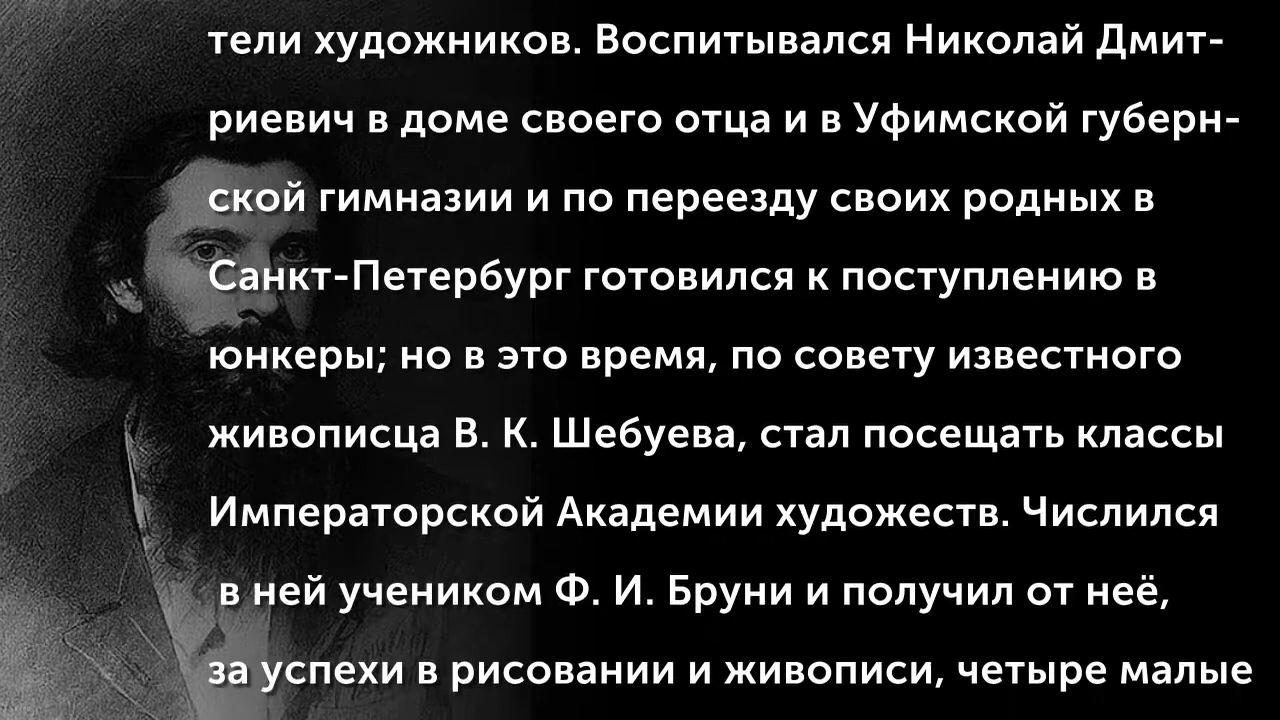 тели художников. Воспитывался Николай Дмит-
риевич в доме своего отца и в Уфимской губерн-
ской гимназии и по переезду своих родных в
Санкт-Петербург готовился к поступлению в
юнкеры; но в это время, по совету известного
живописца В. К. Шебуева, стал посещать классы
Императорской Академии художеств. Числился
в ней учеником Ф. И. Бруни и получил от неё,
за успехи в рисовании и живописи, четыре малые